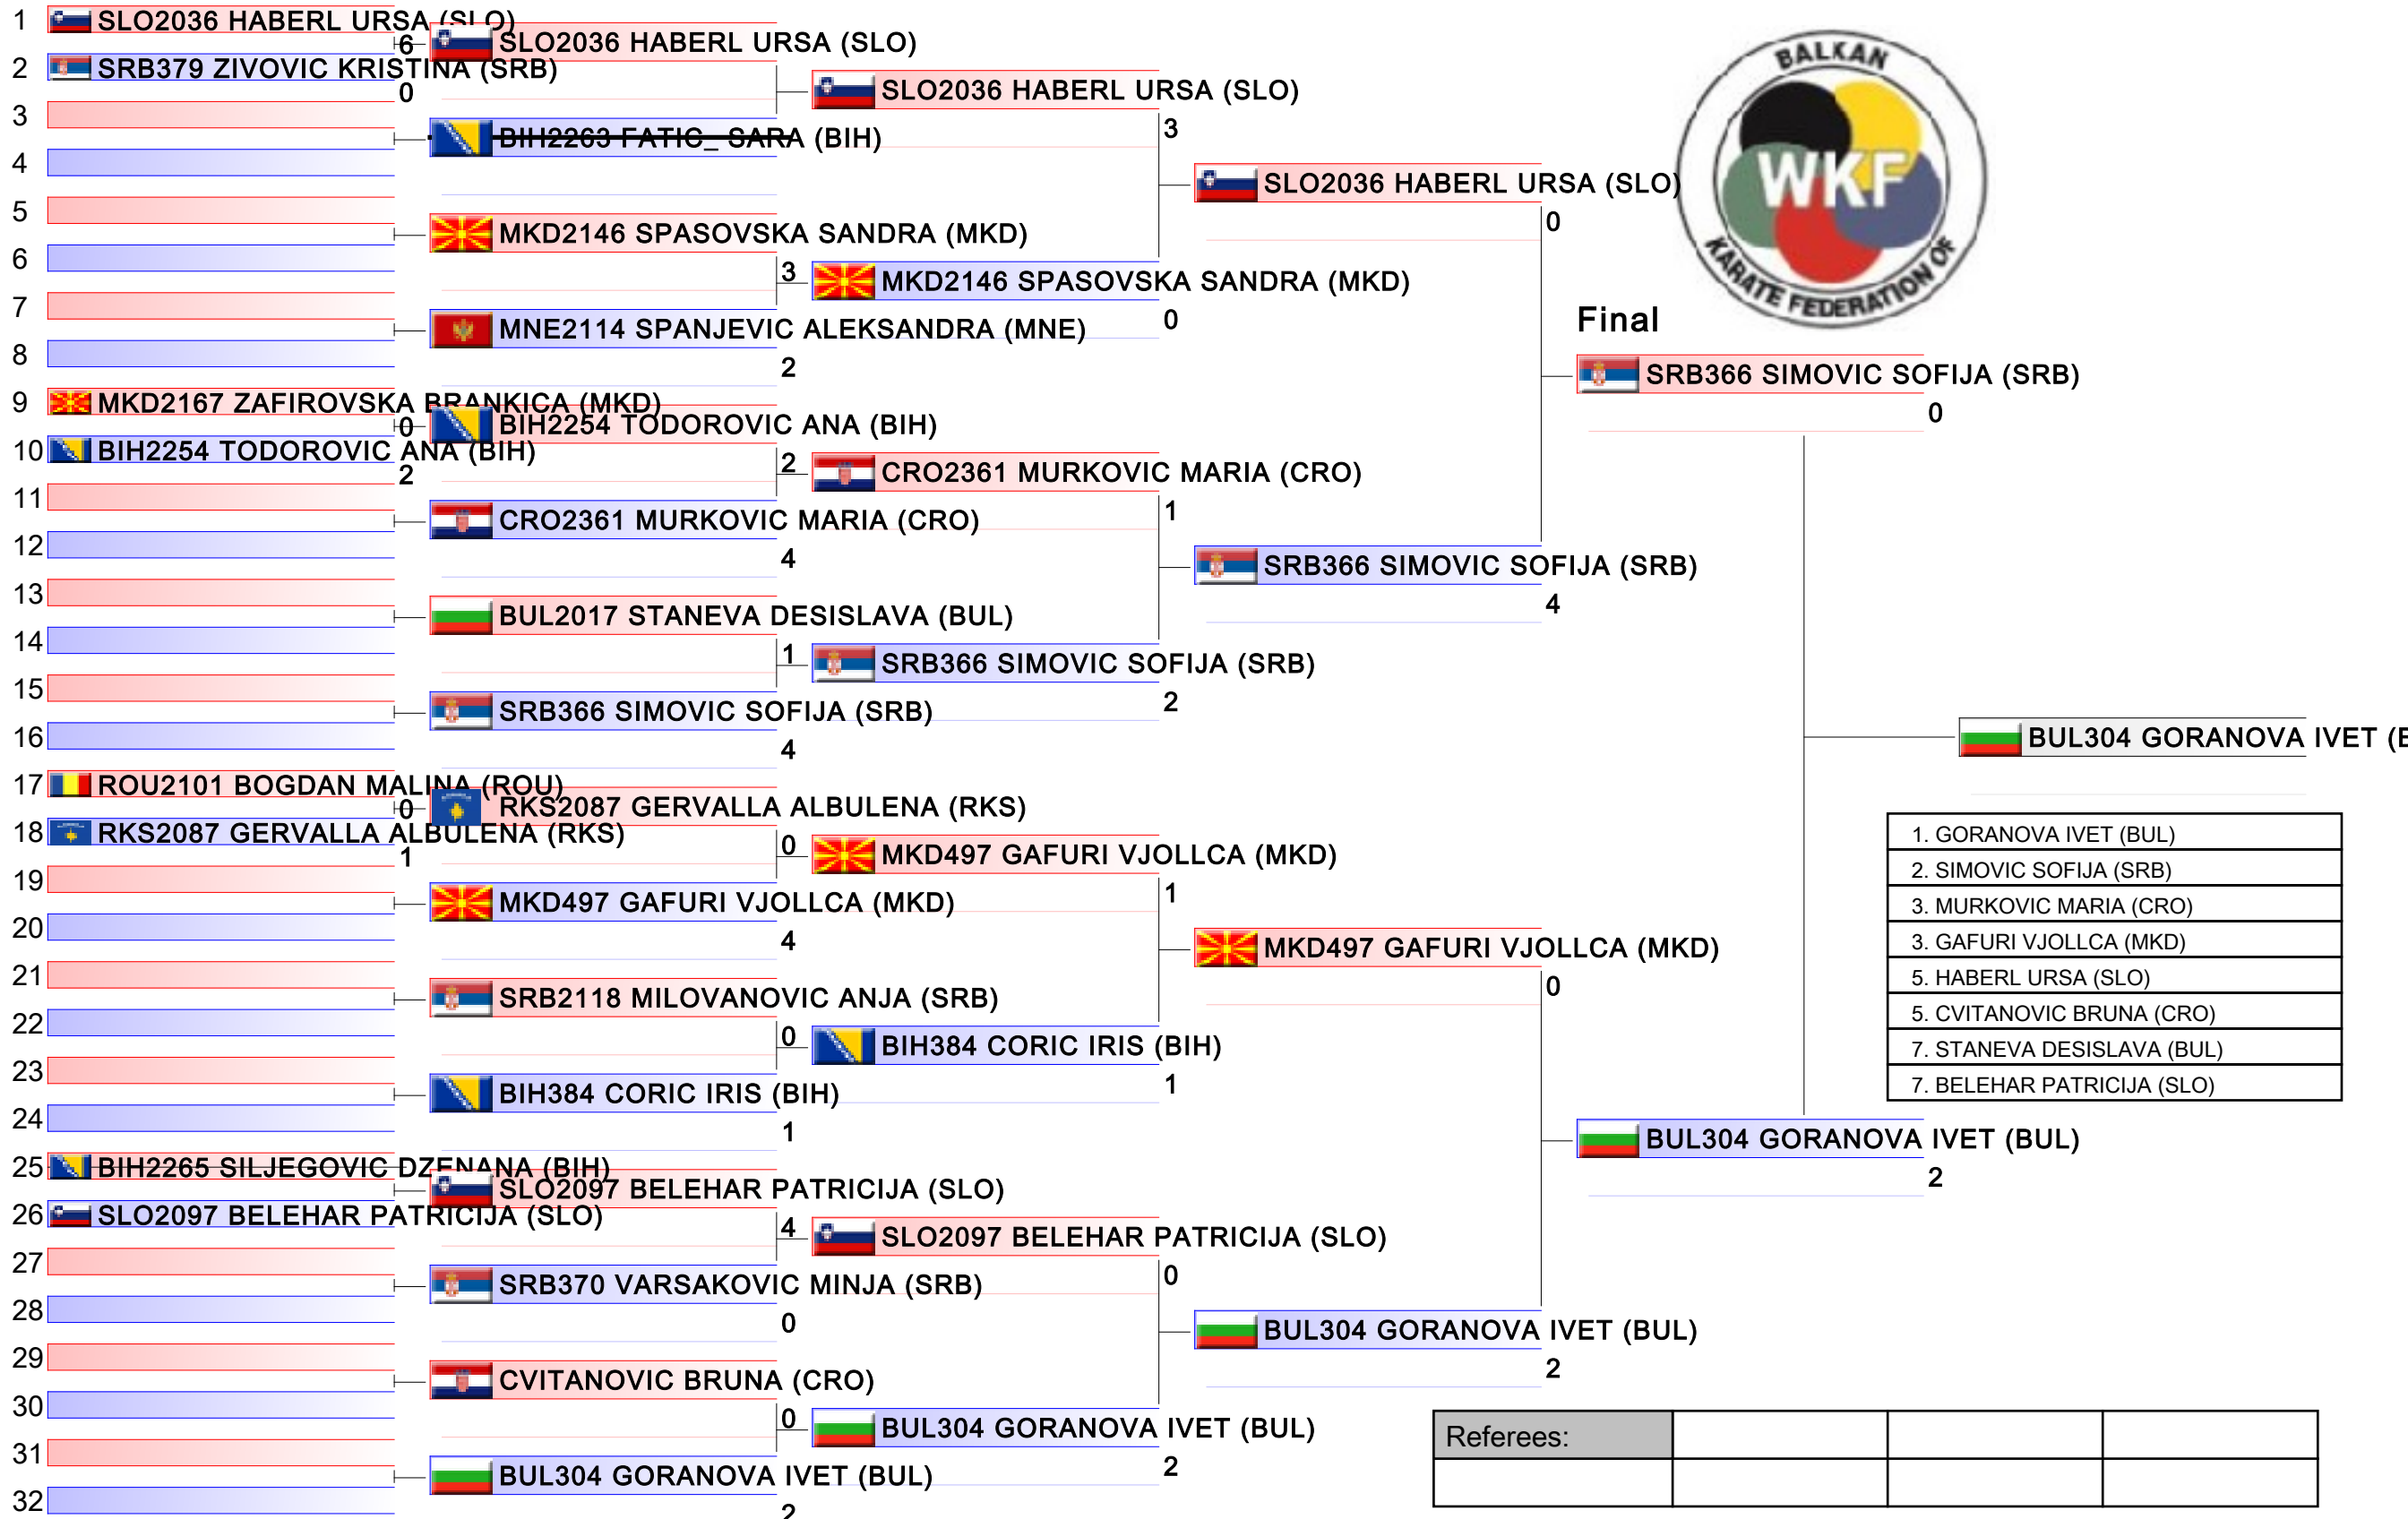 1 SLO2036 HABERL URSA (SLO)
6
2 SRB379 ZIVOVIC KRISTINA (SRB)
0
3
4
5
6
7
8
9 MKD2167 ZAFIROVSKA BRANKICA (MKD)
0
10 BIH2254 TODOROVIC ANA (BIH)
2
11
12
13
14
15
16
17 ROU2101 BOGDAN MALINA (ROU)
0
18 RKS2087 GERVALLA ALBULENA (RKS)
1
19
20
21
22
23
24
25 BIH2265 SILJEGOVIC DZENANA (BIH)
26 SLO2097 BELEHAR PATRICIJA (SLO)
27
28
29
30
31
32
SLO2036 HABERL URSA (SLO)
BIH2263 FATIC_ SARA (BIH)
MKD2146 SPASOVSKA SANDRA (MKD)
3
MNE2114 SPANJEVIC ALEKSANDRA (MNE)
2
BIH2254 TODOROVIC ANA (BIH)
2
CRO2361 MURKOVIC MARIA (CRO)
4
BUL2017 STANEVA DESISLAVA (BUL)
1
SRB366 SIMOVIC SOFIJA (SRB)
4
RKS2087 GERVALLA ALBULENA (RKS)
0
MKD497 GAFURI VJOLLCA (MKD)
4
SRB2118 MILOVANOVIC ANJA (SRB)
0
BIH384 CORIC IRIS (BIH)
1
SLO2097 BELEHAR PATRICIJA (SLO)
4
SRB370 VARSAKOVIC MINJA (SRB)
0
CVITANOVIC BRUNA (CRO)
0
BUL304 GORANOVA IVET (BUL)
2
SLO2036 HABERL URSA (SLO)
3
MKD2146 SPASOVSKA SANDRA (MKD)
0
CRO2361 MURKOVIC MARIA (CRO)
1
SRB366 SIMOVIC SOFIJA (SRB)
2
MKD497 GAFURI VJOLLCA (MKD)
1
BIH384 CORIC IRIS (BIH)
1
SLO2097 BELEHAR PATRICIJA (SLO)
0
BUL304 GORANOVA IVET (BUL)
2
SLO2036 HABERL URSA (SLO)
0
SRB366 SIMOVIC SOFIJA (SRB)
4
MKD497 GAFURI VJOLLCA (MKD)
0
BUL304 GORANOVA IVET (BUL)
2
BALKAN
WKF
KARATE FEDERATION OF
Final
SRB366 SIMOVIC SOFIJA (SRB)
0
BUL304 GORANOVA IVET (BUL)
2
BUL304 GORANOVA IVET (
1. GORANOVA IVET (BUL)
2. SIMOVIC SOFIJA (SRB)
3. MURKOVIC MARIA (CRO)
3. GAFURI VJOLLCA (MKD)
5. HABERL URSA (SLO)
5. CVITANOVIC BRUNA (CRO)
7. STANEVA DESISLAVA (BUL)
7. BELEHAR PATRICIJA (SLO)
Referees: